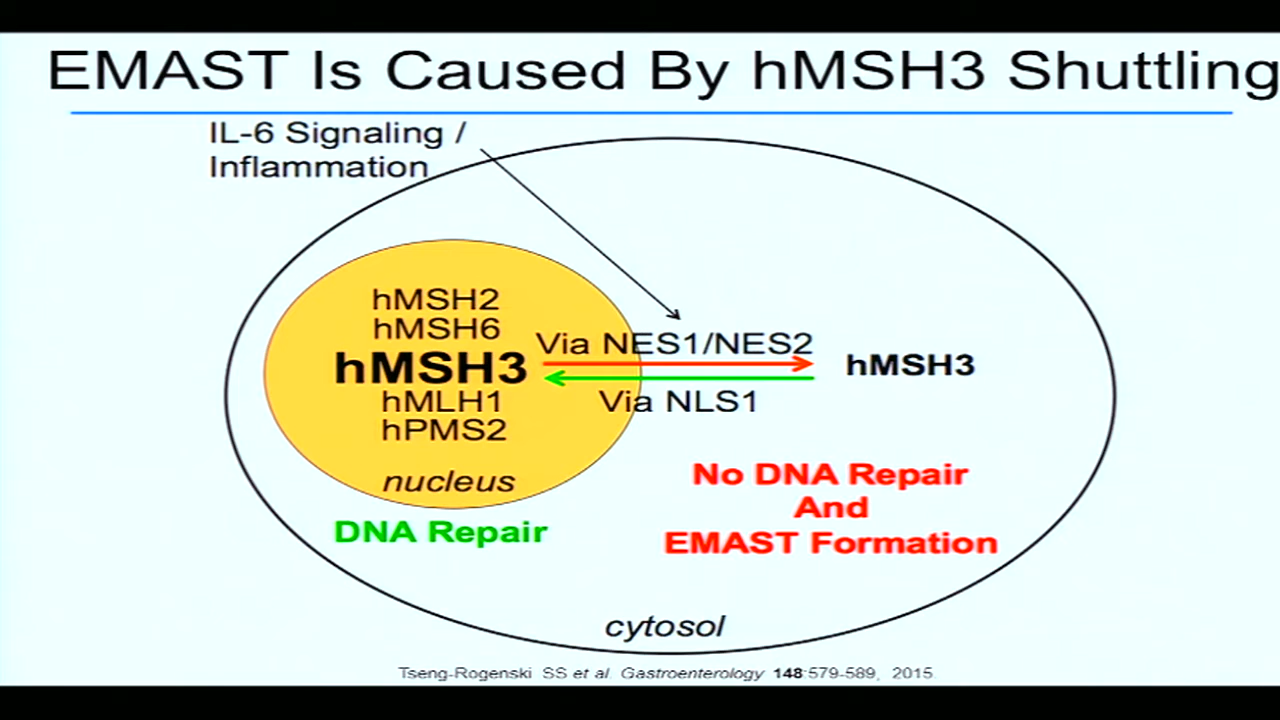 EMAST Is Caused By hMSH3 Shuttling
IL-6 Signaling /
Inflammation
hMSH2
hMSH6
hMSH3
hMLH1
hPMS2
nucleus
DNA Repair
Via NES1/NES2
Via NLS1
hMSH3
No DNA Repair
And
EMAST Formation
cytosol
Tseng-Rogenski SS et al. Gastroenterology 148:579-589, 2015.